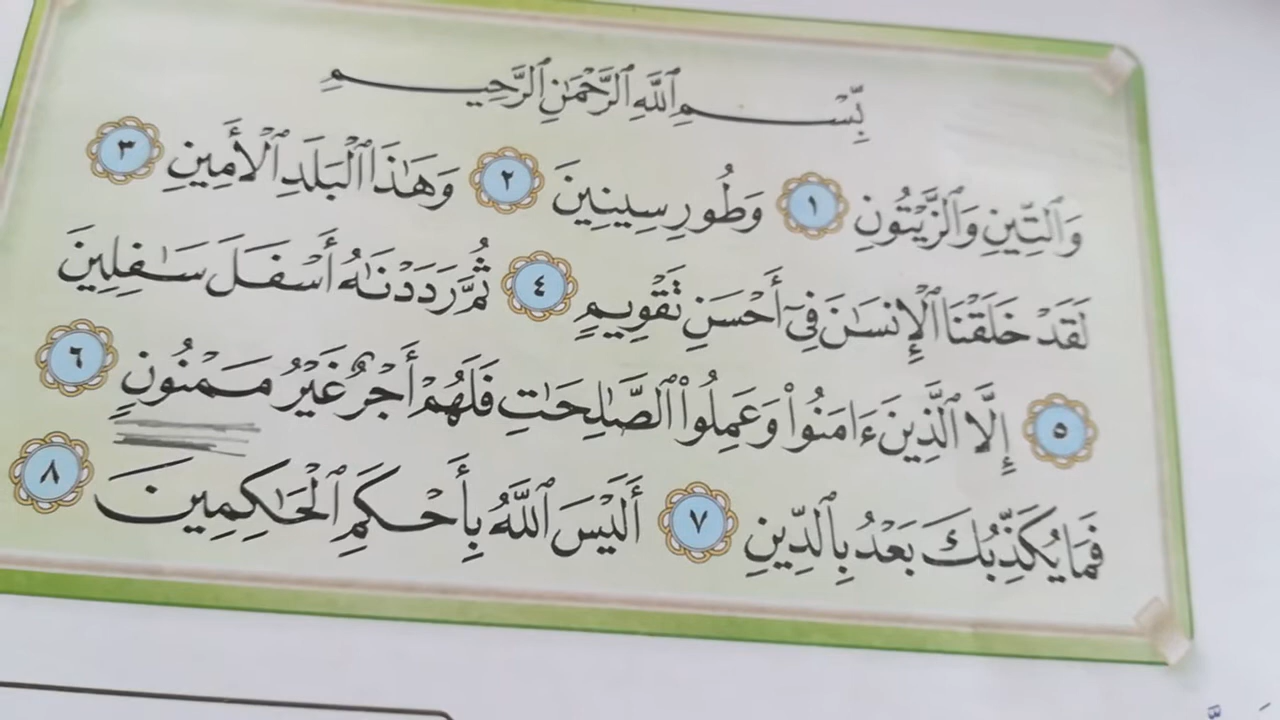 بِّسْمِ ٱللَّهِ ٱلرَّحْمَٰنِ ٱلرَّحِيمِ
وَٱلتِّينِ وَٱلزَّيْتُونِ ١ وَطُورِ سِينِينَ ٢ وَهَٰذَا ٱلْبَلَدِ ٱلْأَمِينِ ٣
لَقَدْ خَلَقْنَا ٱلْإِنسَٰنَ فِىٓ أَحْسَنِ تَقْوِيمٍ ٤ ثُمَّ رَدَدْنَٰهُ أَسْفَلَ سَٰفِلِينَ
٥ إِلَّا ٱلَّذِينَ ءَامَنُوا۟ وَعَمِلُوا۟ ٱلصَّٰلِحَٰتِ فَلَهُمْ أَجْرٌ غَيْرُ مَمْنُونٍ ٦
فَمَا يُكَذِّبُكَ بَعْدُ بِٱلدِّينِ ٧ أَلَيْسَ ٱللَّهُ بِأَحْكَمِ ٱلْحَٰكِمِينَ ٨